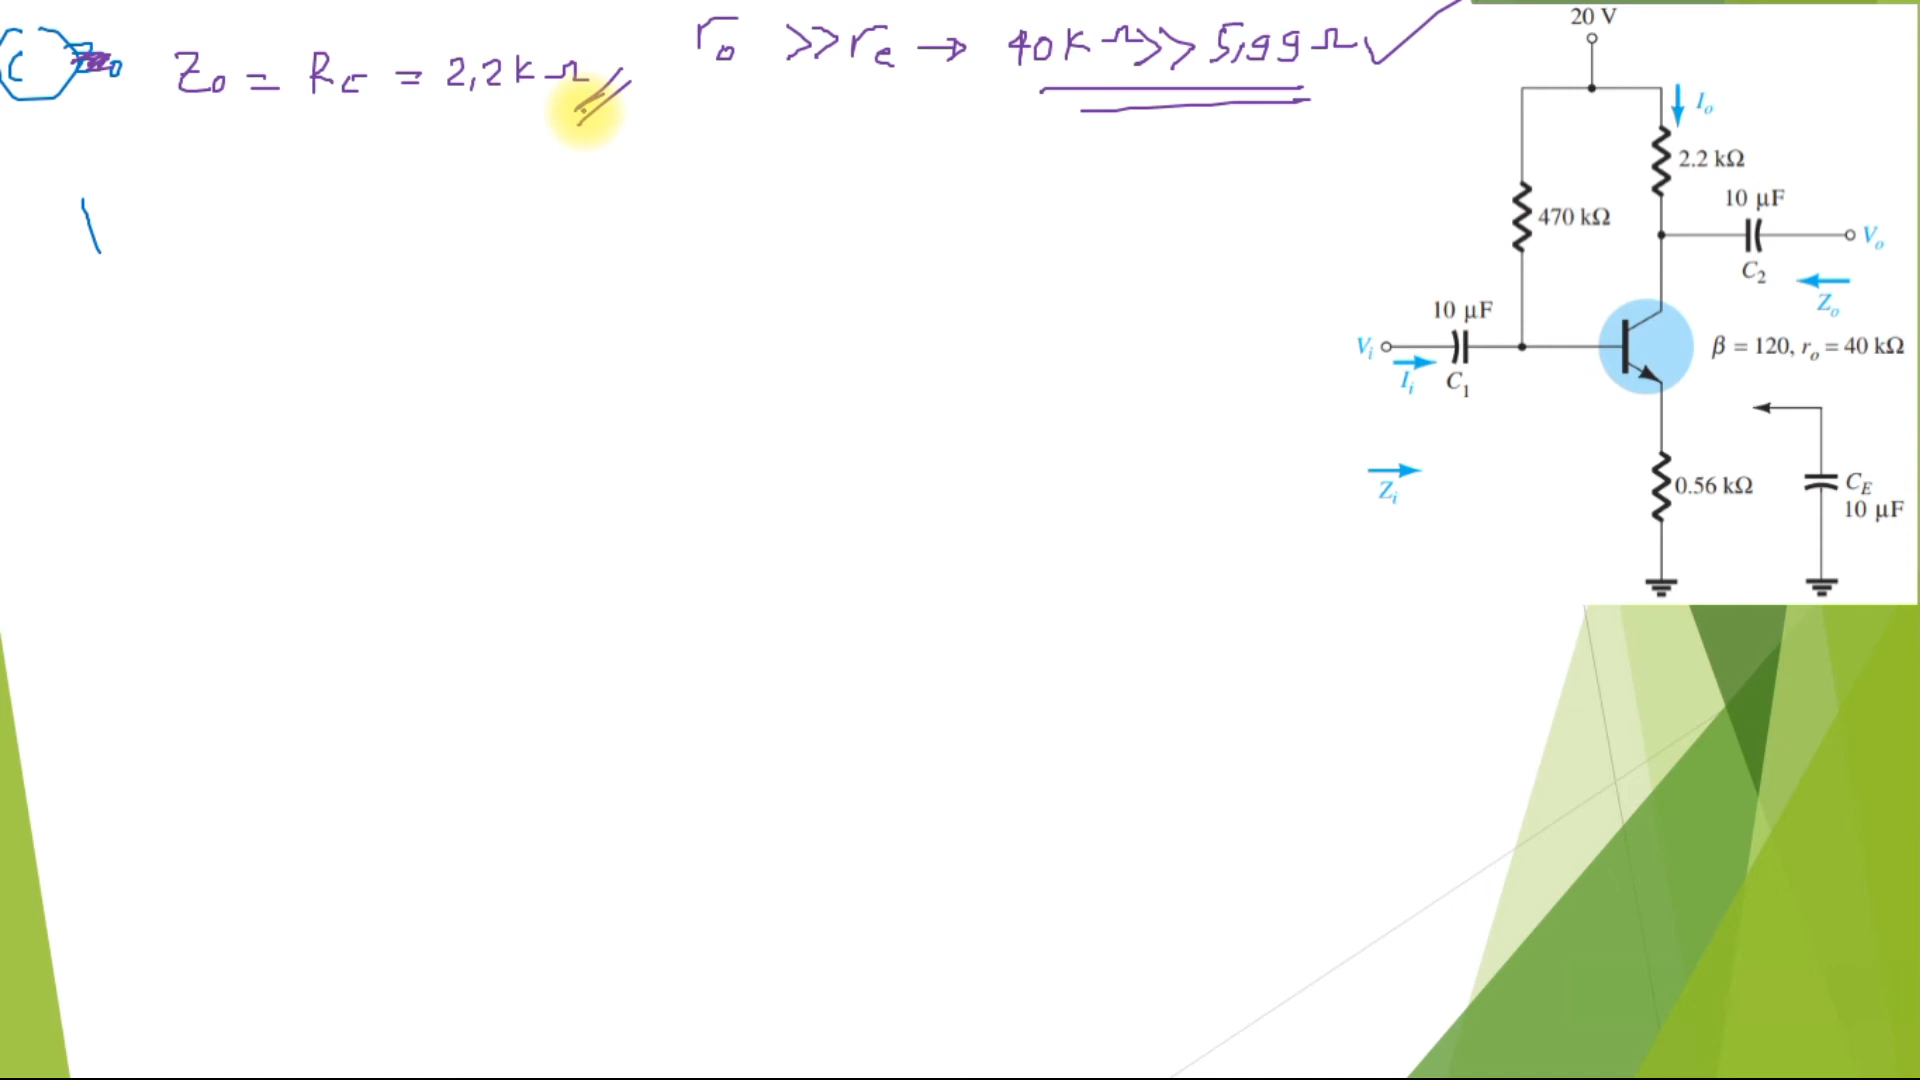 C Zo
Zo = Rc = 2,2kΩ
ro >> re → 40kΩ >> 5,99Ω
20 V
Io
2.2 kΩ
10 µF
470 kΩ
Vo
C2
Zo
10 µF
Vi
β = 120, ro = 40 kΩ
Ii
C1
Zi
0.56 kΩ
CE
10 µF